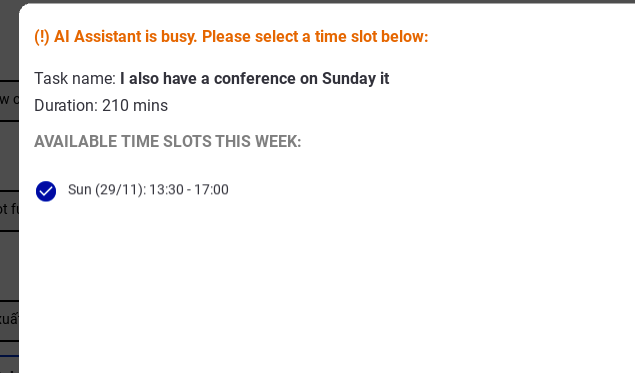 (!) AI Assistant is busy. Please select a time slot below:
Task name: I also have a conference on Sunday it
Duration: 210 mins
AVAILABLE TIME SLOTS THIS WEEK:
Sun (29/11): 13:30 - 17:00